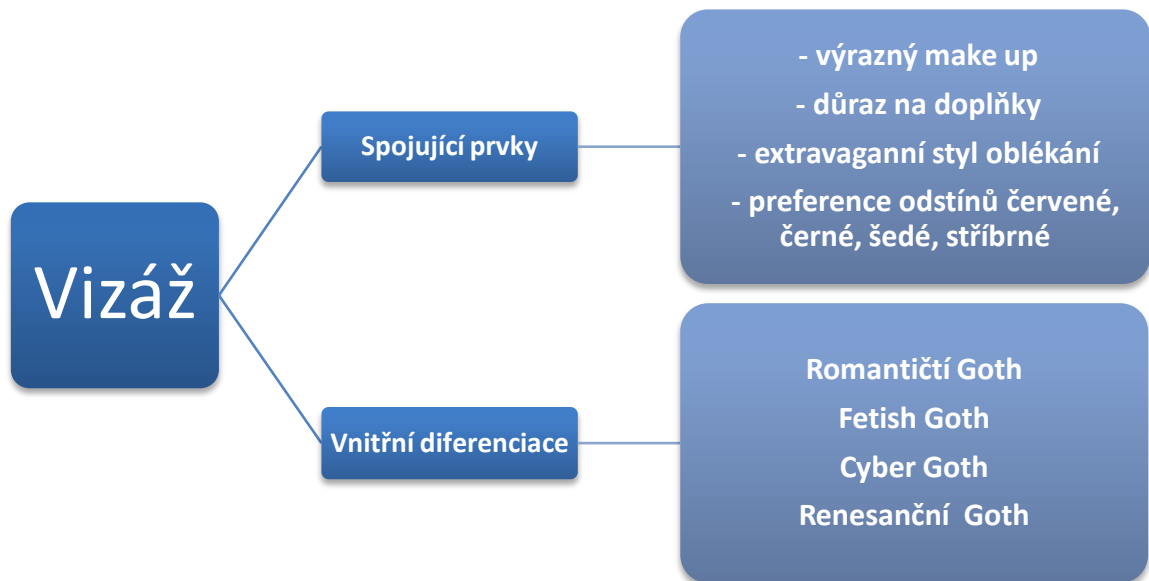 Vizáž
Spojující prvky
- výrazný make up
- důraz na doplňky
- extravaganní styl oblékání
- preference odstínů červené,
černé, šedé, stříbrné
Vnitřní diferenciace
Romantičtí Goth
Fetish Goth
Cyber Goth
Renesanční  Goth